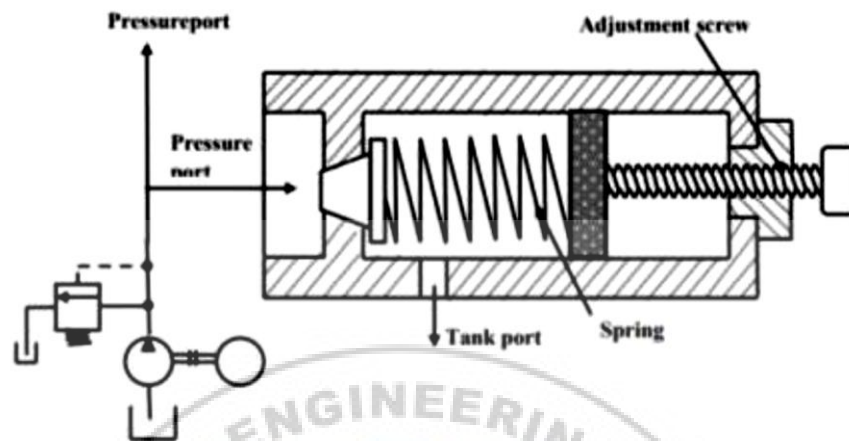 Pressureport
Adjustment screw
Pressure
port
Tank port
Spring
ENGINEERIN